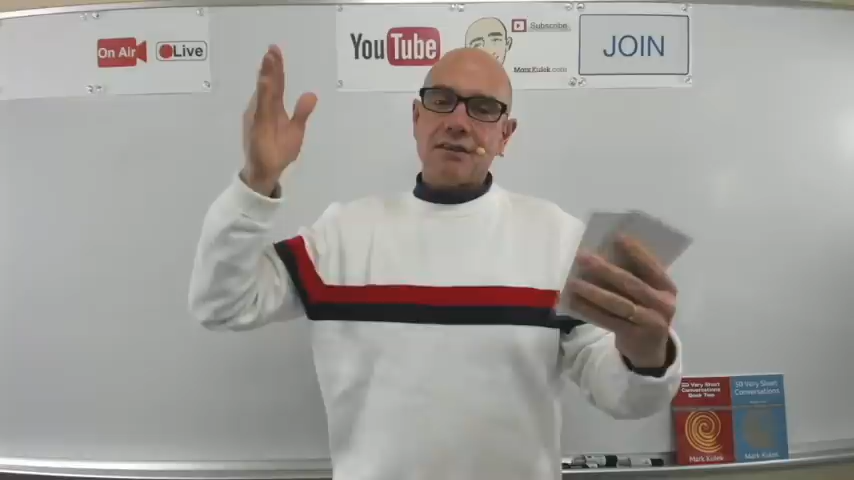 On Air
Live
YouTube
Subscribe
MarkKulek.com
JOIN
50 Very Short
Conversations
Book Two
Mark Kulek
50 Very Short
Conversations
Mark Kulek